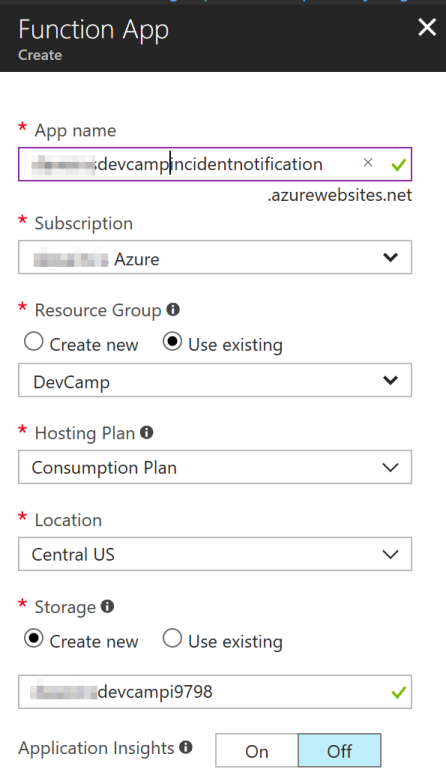 Function App
Create
* App name
devcampincidentnotification
.azurewebsites.net
* Subscription
Azure
* Resource Group
Create new Use existing
DevCamp
* Hosting Plan
Consumption Plan
* Location
Central US
* Storage
Create new Use existing
devcampi9798
Application Insights On Off